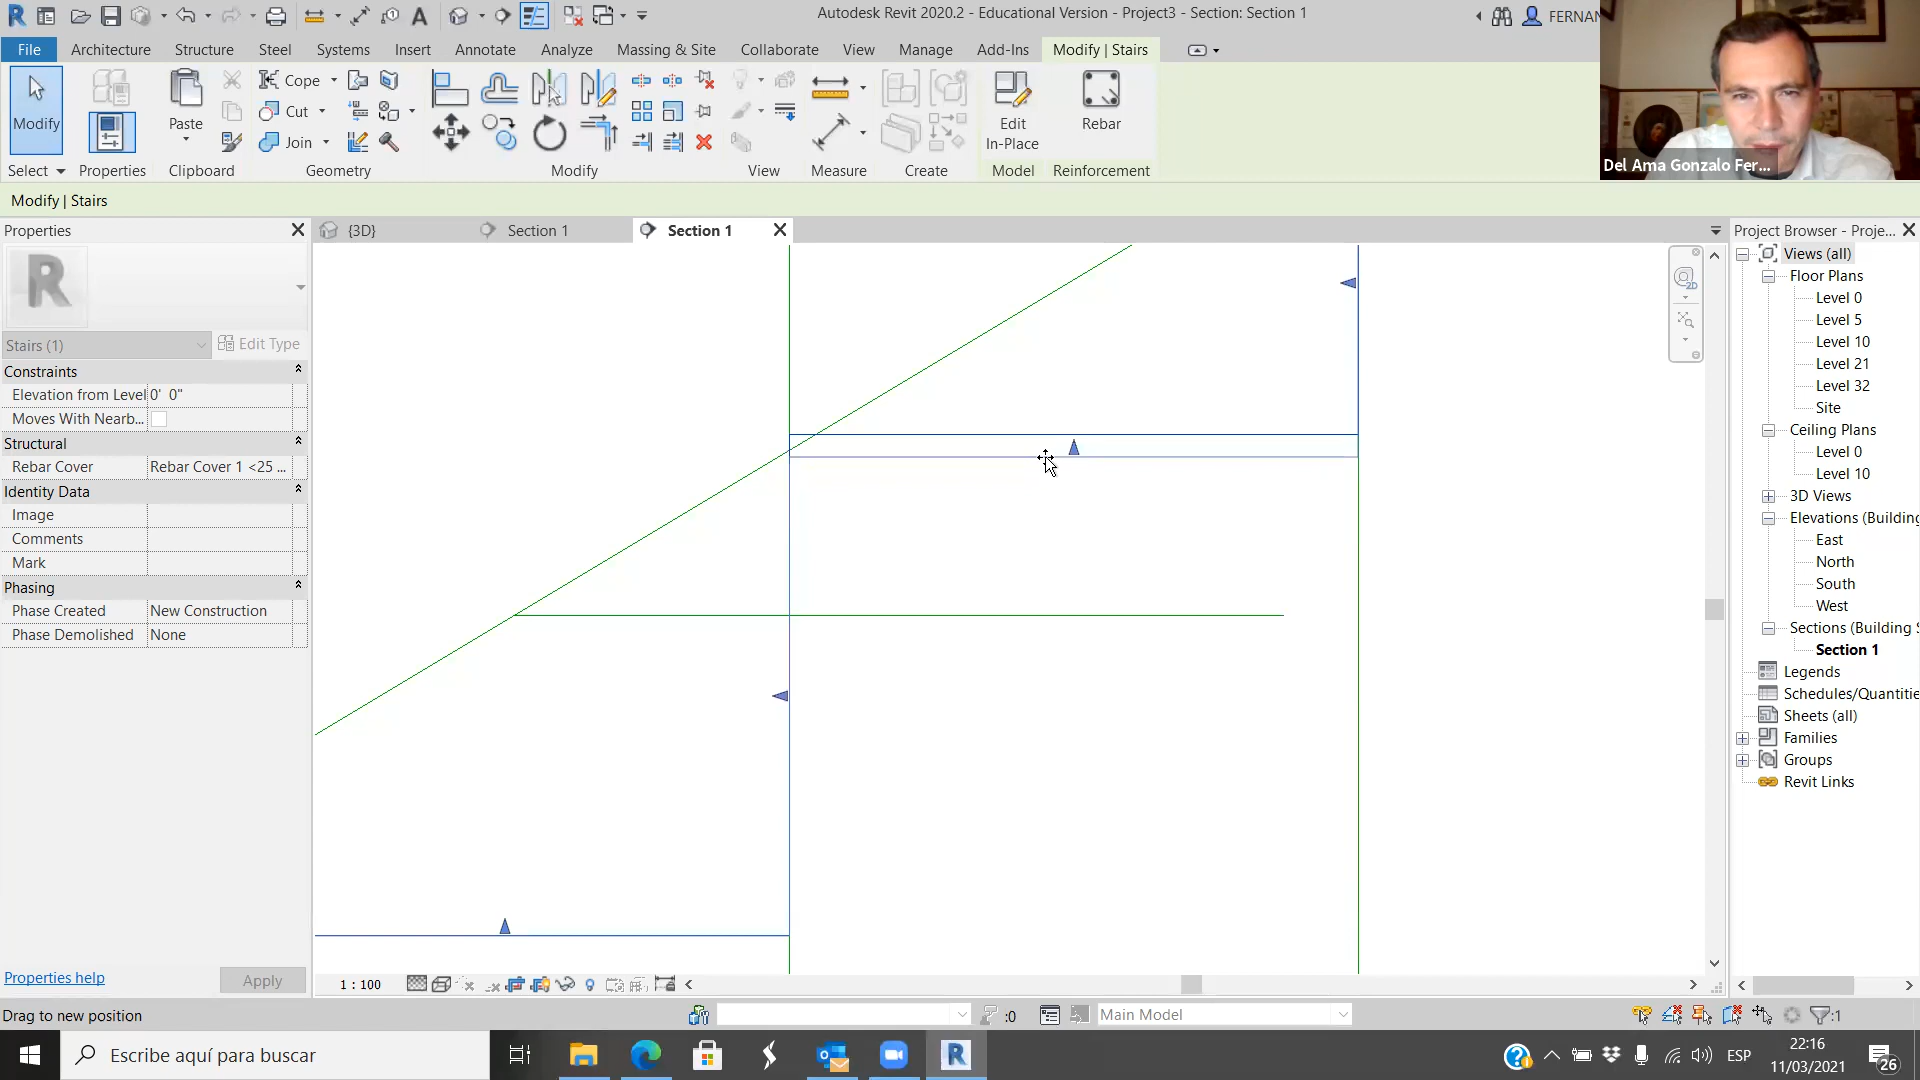 Autodesk Revit 2020.2 - Educational Version - Project3 - Section: Section 1
FERNAN
File Architecture Structure Steel Systems Insert Annotate Analyze Massing & Site Collaborate View Manage Add-Ins Modify | Stairs
Modify
Paste
Cope
Cut
Join
Edit
In-Place
Rebar
Select Properties Clipboard Geometry Modify View Measure Create Model Reinforcement
Del Ama Gonzalo Fer...
Modify | Stairs
Properties
Stairs (1)
Edit Type
Constraints
Elevation from Level 0' 0"
Moves With Nearb...
Structural
Rebar Cover Rebar Cover 1 <25 ...
Identity Data
Image
Comments
Mark
Phasing
Phase Created New Construction
Phase Demolished None
Properties help
Apply
{3D} Section 1 Section 1
2D
1 : 100
Project Browser - Proje...
Views (all)
Floor Plans
Level 0
Level 5
Level 10
Level 21
Level 32
Site
Ceiling Plans
Level 0
Level 10
3D Views
Elevations (Building
East
North
South
West
Sections (Building S
Section 1
Legends
Schedules/Quantitie
Sheets (all)
Families
Groups
Revit Links
Drag to new position
:0
Main Model
:1
Escribe aquí para buscar
ESP
22:16
11/03/2021
26